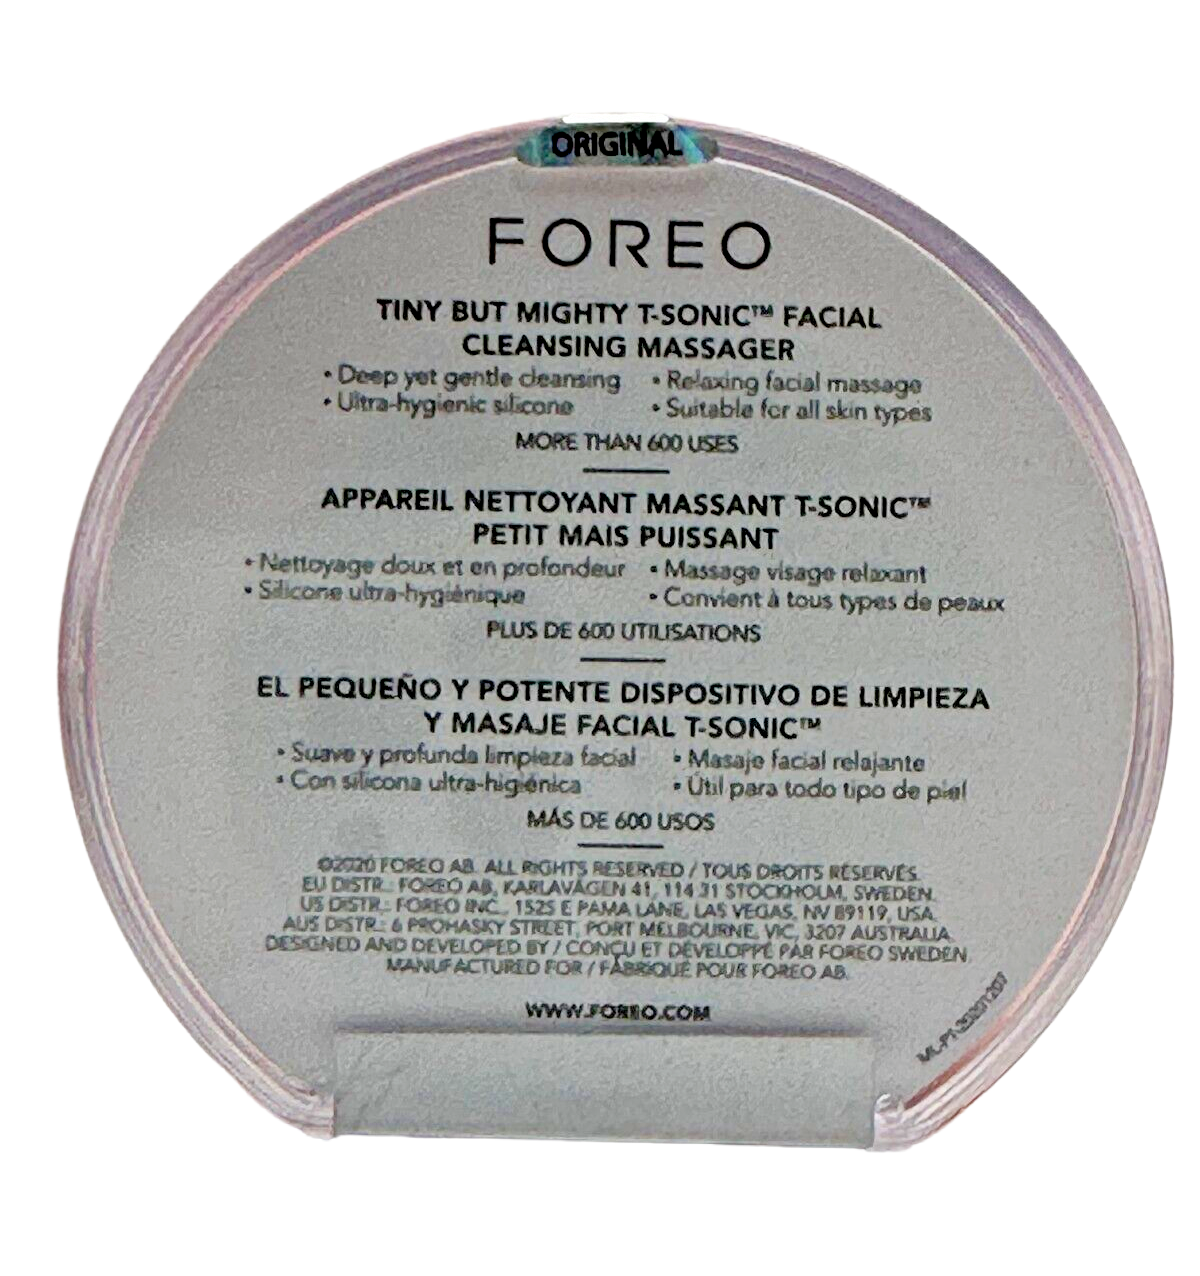 ORIGINAL
FOREO
TINY BUT MIGHTY T-SONIC™ FACIAL
CLEANSING MASSAGER
• Deep yet gentle cleansing • Relaxing facial massage
• Ultra-hygienic silicone • Suitable for all skin types
MORE THAN 600 USES
APPAREIL NETTOYANT MASSANT T-SONIC™
PETIT MAIS PUISSANT
• Nettoyage doux et en profondeur • Massage visage relaxant
• Silicone ultra-hygiénique • Convient à tous types de peaux
PLUS DE 600 UTILISATIONS
EL PEQUEÑO Y POTENTE DISPOSITIVO DE LIMPIEZA
Y MASAJE FACIAL T-SONIC™
• Suave y profunda limpieza facial • Masaje facial relajante
• Con silicona ultra-higiénica • Útil para todo tipo de piel
MÁS DE 600 USOS
©2020 FOREO AB. ALL RIGHTS RESERVED / TOUS DROITS RÉSERVÉS.
EU DISTR.: FOREO AB, KARLAVÄGEN 41, 114 31 STOCKHOLM, SWEDEN.
US DISTR.: FOREO INC., 1525 E PAMA LANE, LAS VEGAS, NV 89119, USA.
AUS DISTR.: 6 PROHASKY STREET, PORT MELBOURNE, VIC, 3207 AUSTRALIA.
DESIGNED AND DEVELOPED BY / CONÇU ET DÉVELOPPÉ PAR FOREO SWEDEN.
MANUFACTURED FOR / FABRIQUÉ POUR FOREO AB.
WWW.FOREO.COM